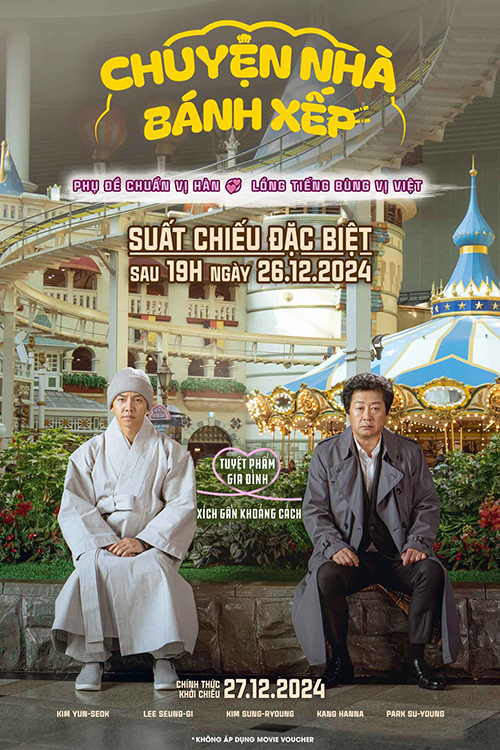 CHUYỆN NHÀ
BÁNH XẾP
PHỤ ĐỀ CHUẨN VỊ HÀN LỒNG TIẾNG BÙNG VỊ VIỆT
SUẤT CHIẾU ĐẶC BIỆT
SAU 19H NGÀY 26.12.2024
TUYỆT PHẨM
GIA ĐÌNH
XÍCH GẦN KHOẢNG CÁCH
CHÍNH THỨC
KHỞI CHIẾU 27.12.2024
KIM YUN-SEOK LEE SEUNG-GI KIM SUNG-RYOUNG KANG HANNA PARK SU-YOUNG
* KHÔNG ÁP DỤNG MOVIE VOUCHER